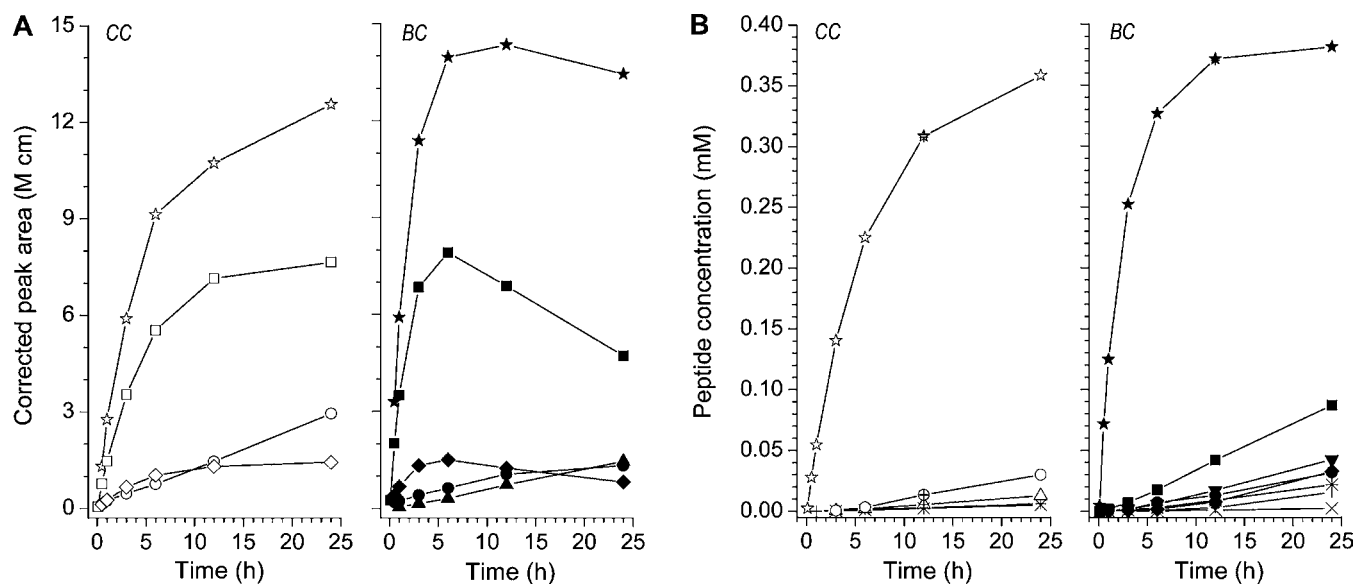 A
CC
BC
15
12
9
6
3
0
Corrected peak area (M cm)
0 5 10 15 20 25
0 5 10 15 20 25
Time (h)
Time (h)
B
CC
BC
0.40
0.35
0.30
0.25
0.20
0.15
0.10
0.05
0.00
Peptide concentration (mM)
0 5 10 15 20 25
0 5 10 15 20 25
Time (h)
Time (h)